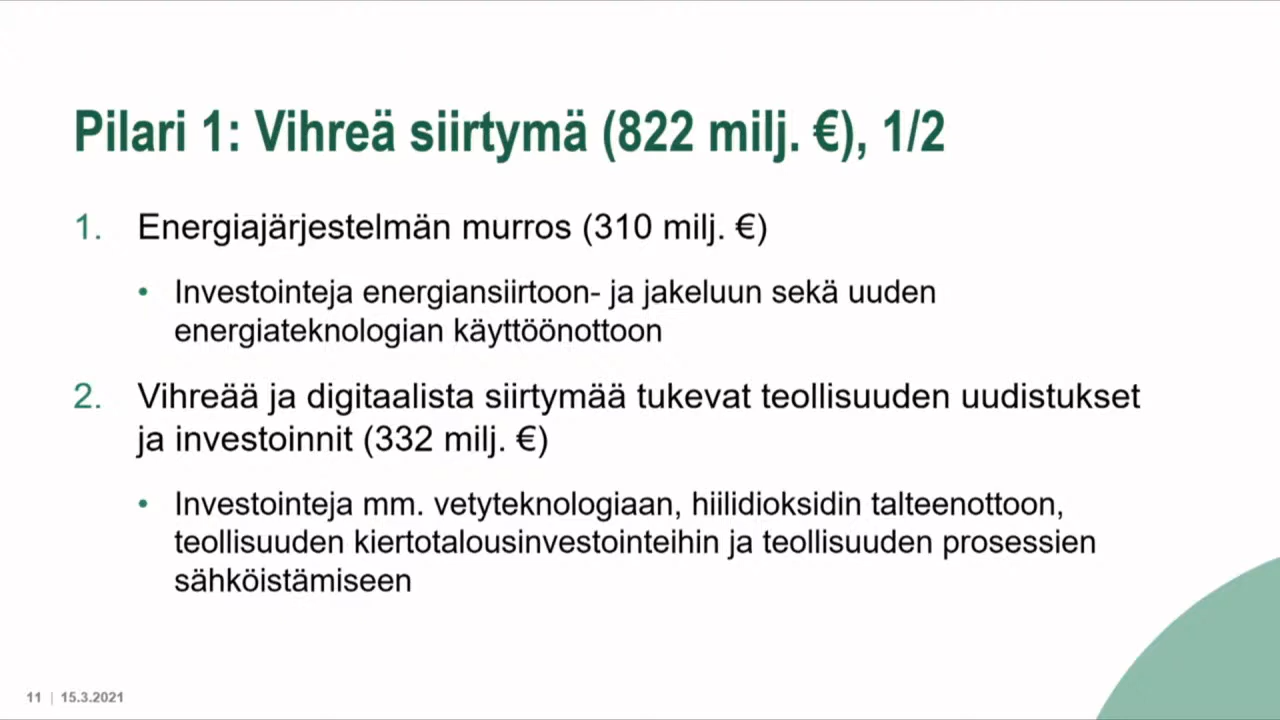 Pilari 1: Vihreä siirtymä (822 milj. €), 1/2
1. Energiajärjestelmän murros (310 milj. €)
• Investointeja energiansiirtoon- ja jakeluun sekä uuden
energiateknologian käyttöönottoon
2. Vihreää ja digitaalista siirtymää tukevat teollisuuden uudistukset
ja investoinnit (332 milj. €)
• Investointeja mm. vetyteknologiaan, hiilidioksidin talteenottoon,
teollisuuden kiertotalousinvestointeihin ja teollisuuden prosessien
sähköistämiseen
11 | 15.3.2021